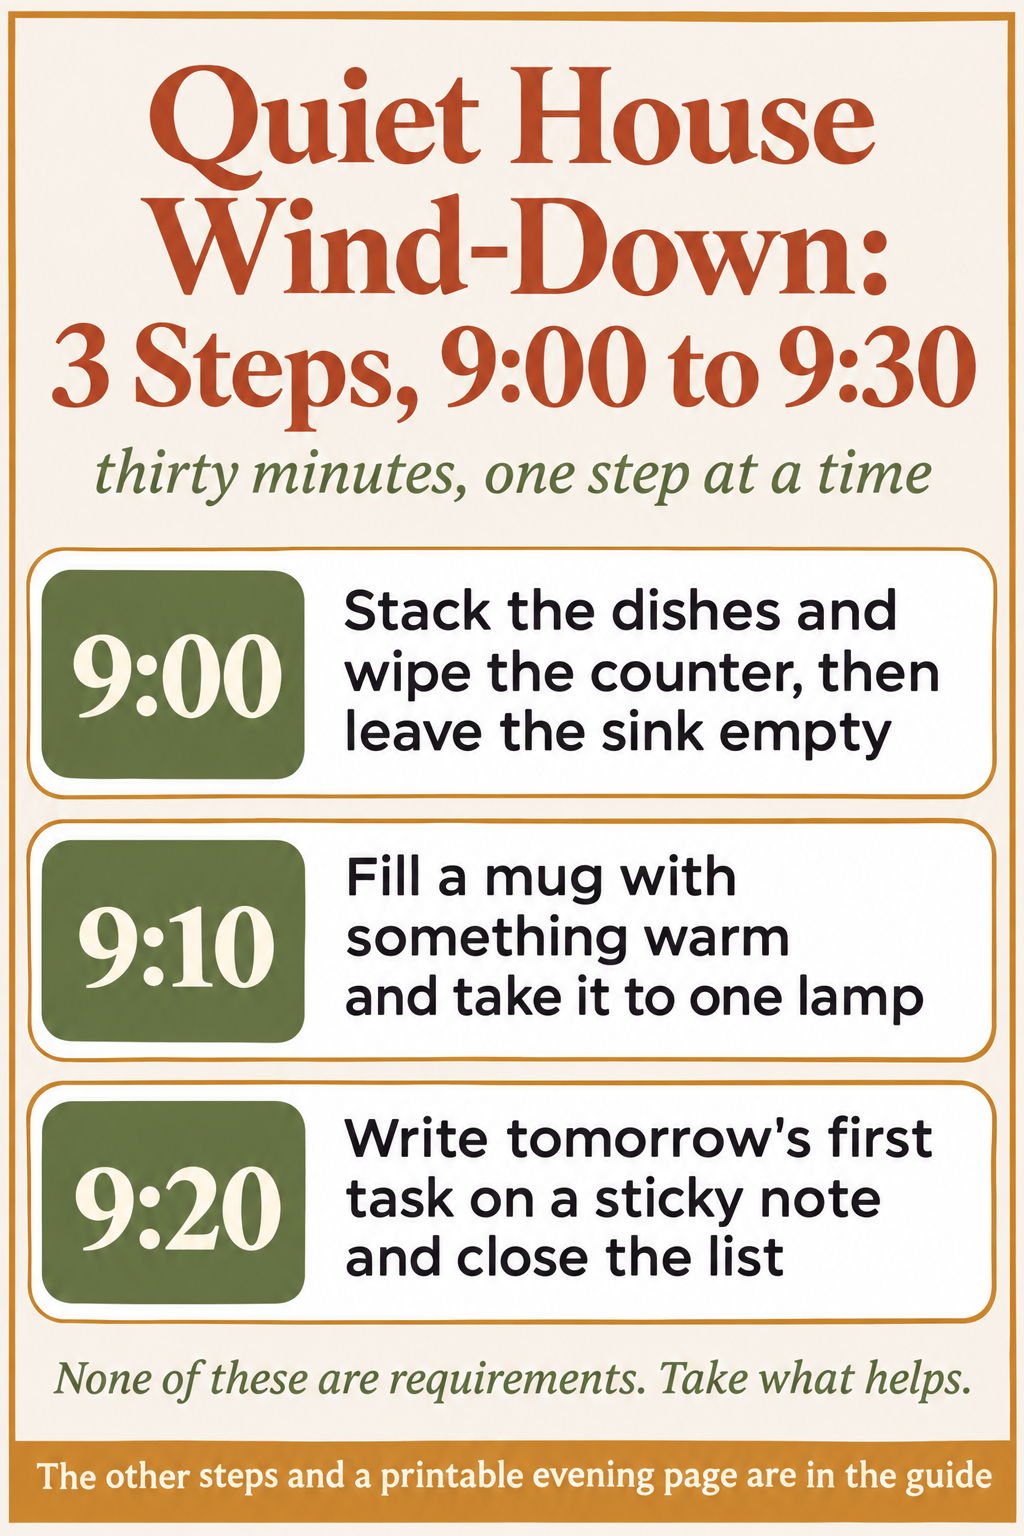 Quiet House
Wind-Down:
3 Steps, 9:00 to 9:30
thirty minutes, one step at a time
9:00
Stack the dishes and
wipe the counter, then
leave the sink empty
9:10
Fill a mug with
something warm
and take it to one lamp
9:20
Write tomorrow's first
task on a sticky note
and close the list
None of these are requirements. Take what helps.
The other steps and a printable evening page are in the guide